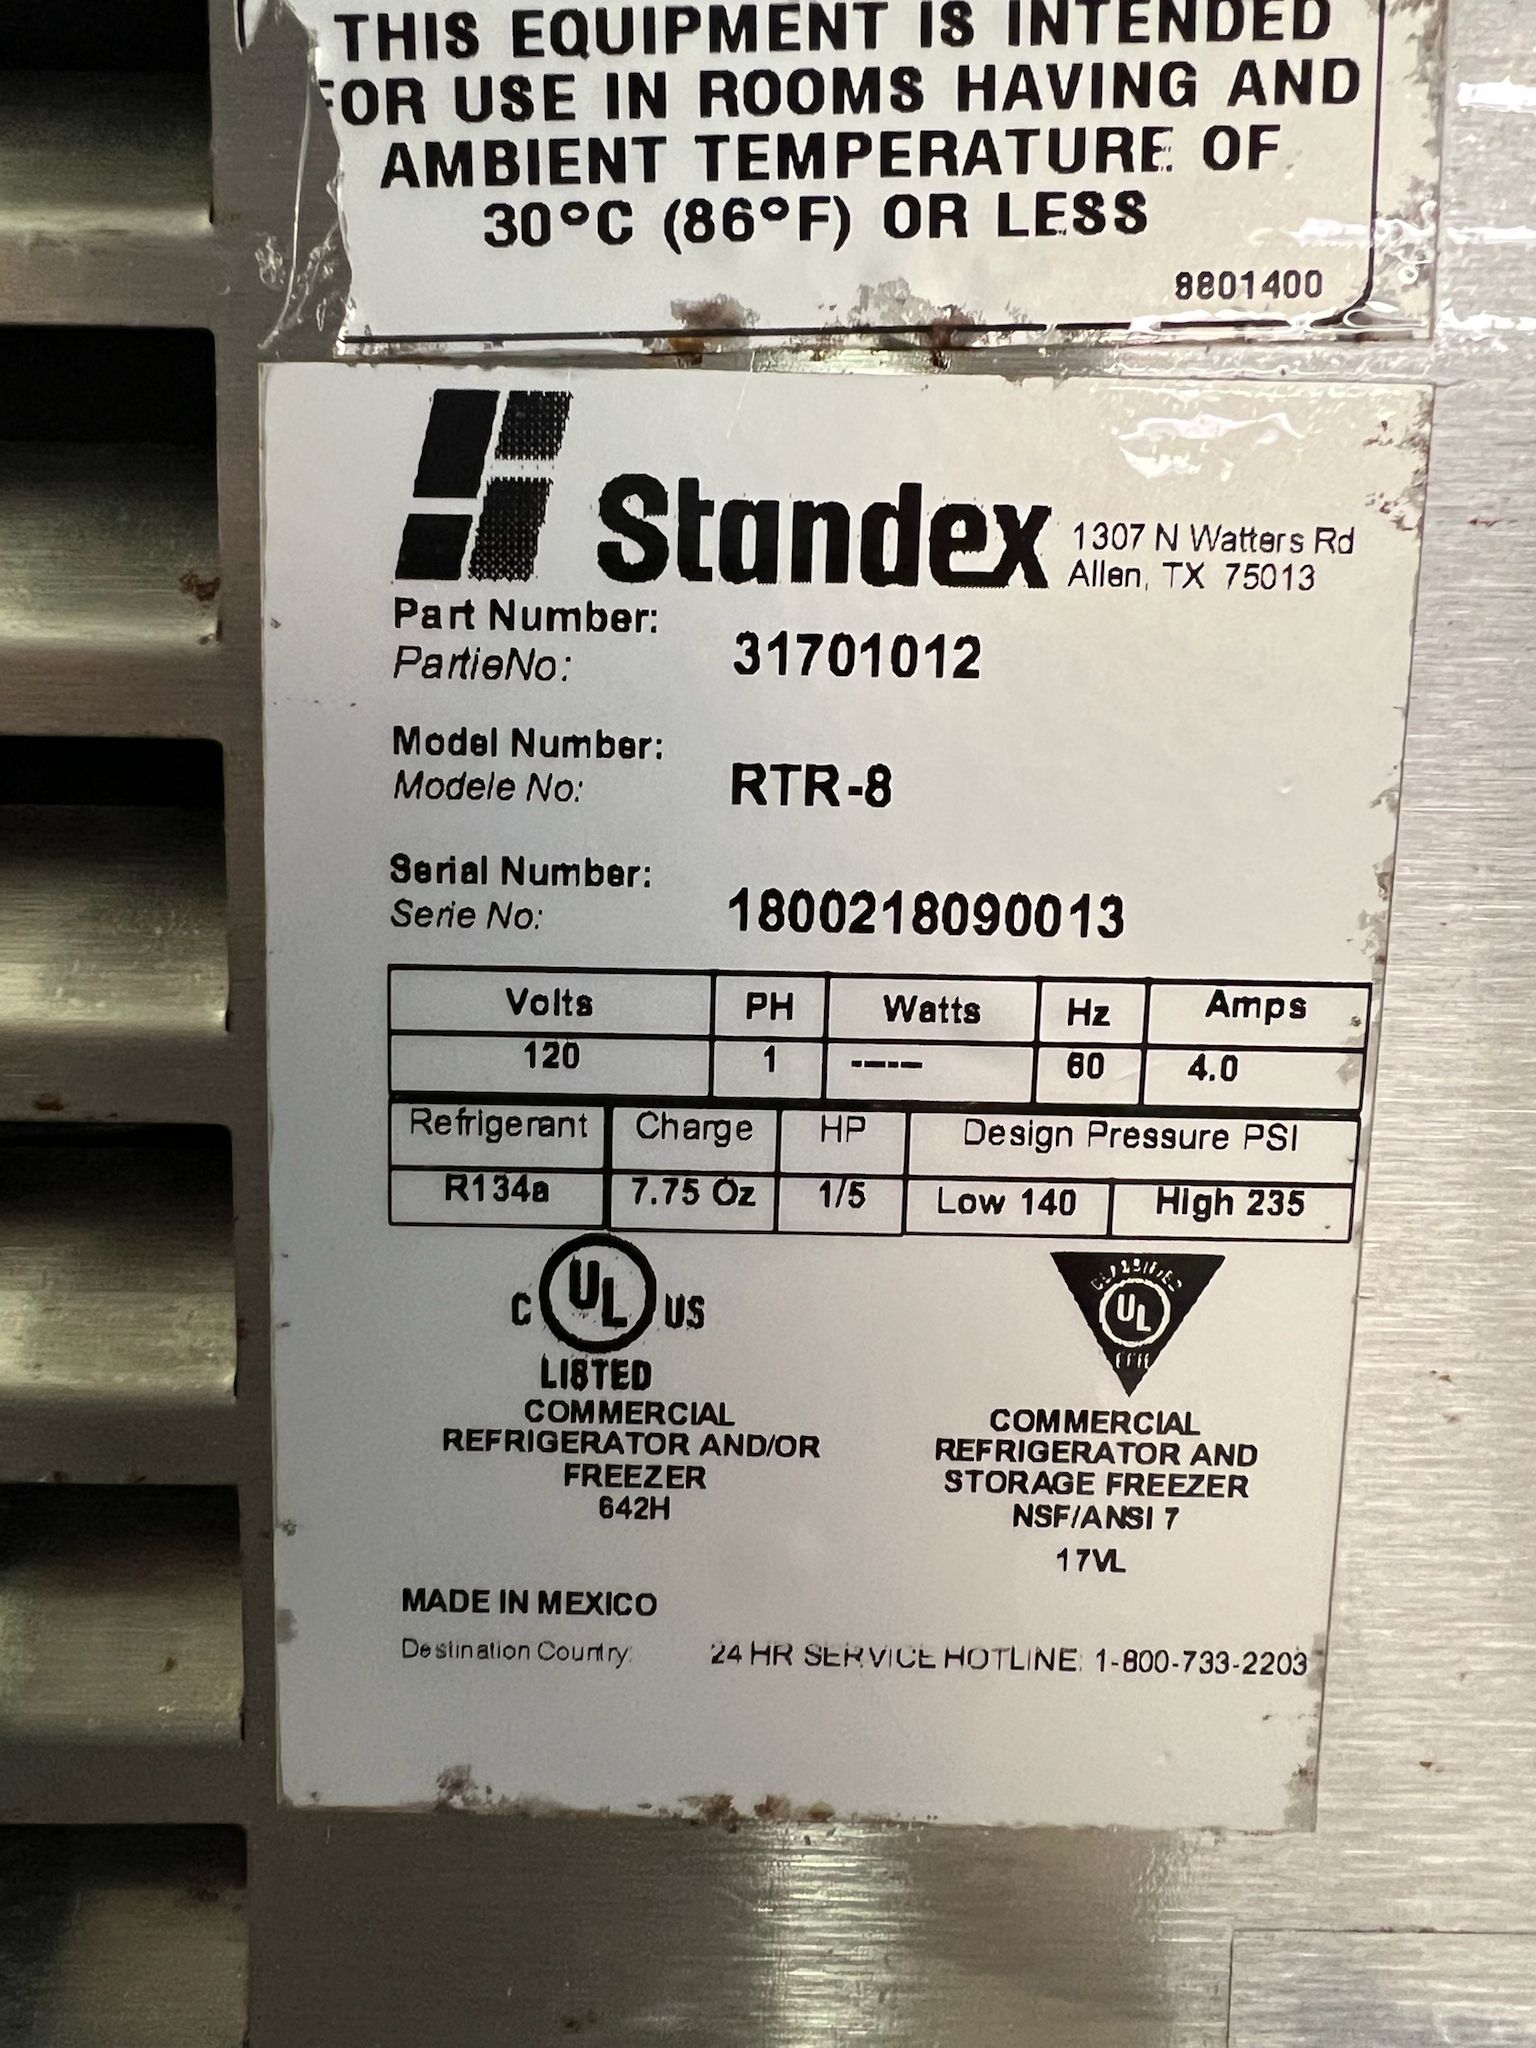 THIS EQUIPMENT IS INTENDED
FOR USE IN ROOMS HAVING AND
AMBIENT TEMPERATURE OF
30°C (86°F) OR LESS
8801400
Standex
1307 N Watters Rd
Allen, TX 75013
Part Number:
PartieNo:
31701012
Model Number:
Modele No:
RTR-8
Serial Number:
Serie No:
1800218090013
Volts PH Watts Hz Amps
120 1 ----- 60 4.0
Refrigerant Charge HP Design Pressure PSI
R134a 7.75 Oz 1/5 Low 140 High 235
C UL US
LISTED
COMMERCIAL
REFRIGERATOR AND/OR
FREEZER
642H
CLASSIFIED
UL
COMMERCIAL
REFRIGERATOR AND
STORAGE FREEZER
NSF/ANSI 7
17VL
MADE IN MEXICO
Destination Country:
24 HR SERVICE HOTLINE: 1-800-733-2203